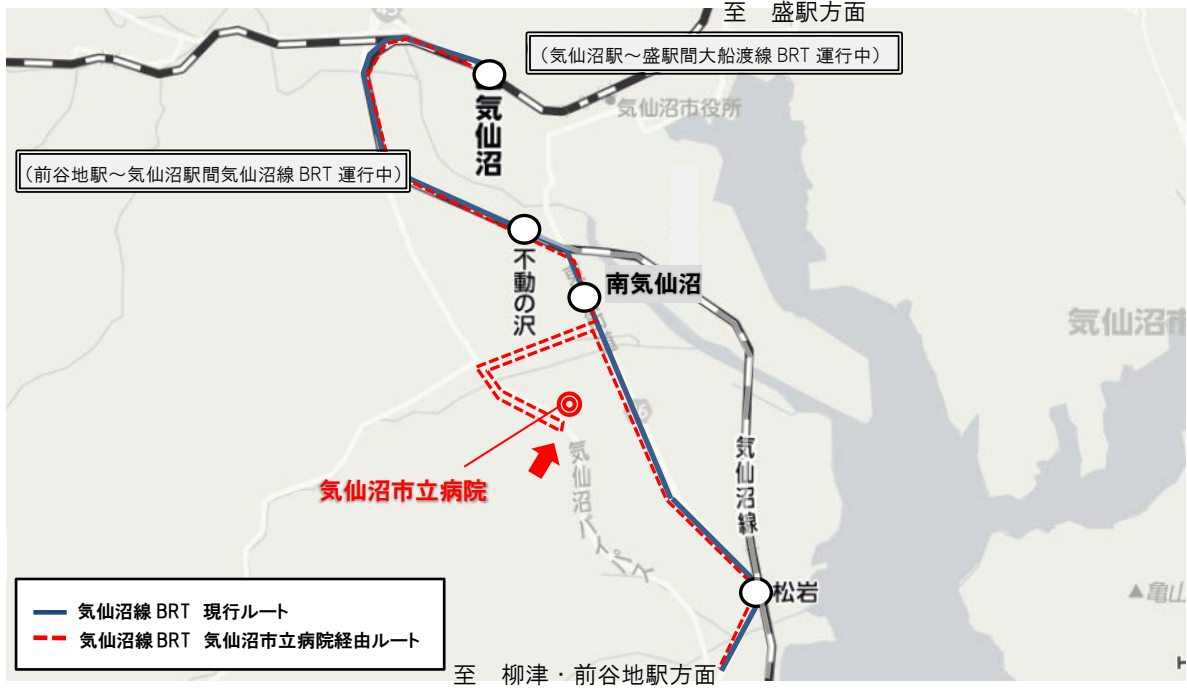 至 盛駅方面
（気仙沼駅～盛駅間大船渡線 BRT 運行中）
気仙沼
気仙沼市役所
（前谷地駅～気仙沼駅間気仙沼線 BRT 運行中）
不動の沢
南気仙沼
気仙沼市
気仙沼市立病院
気仙沼バイパス
気仙沼線
松岩
▲亀山
気仙沼線 BRT 現行ルート
気仙沼線 BRT 気仙沼市立病院経由ルート
至 柳津・前谷地駅方面